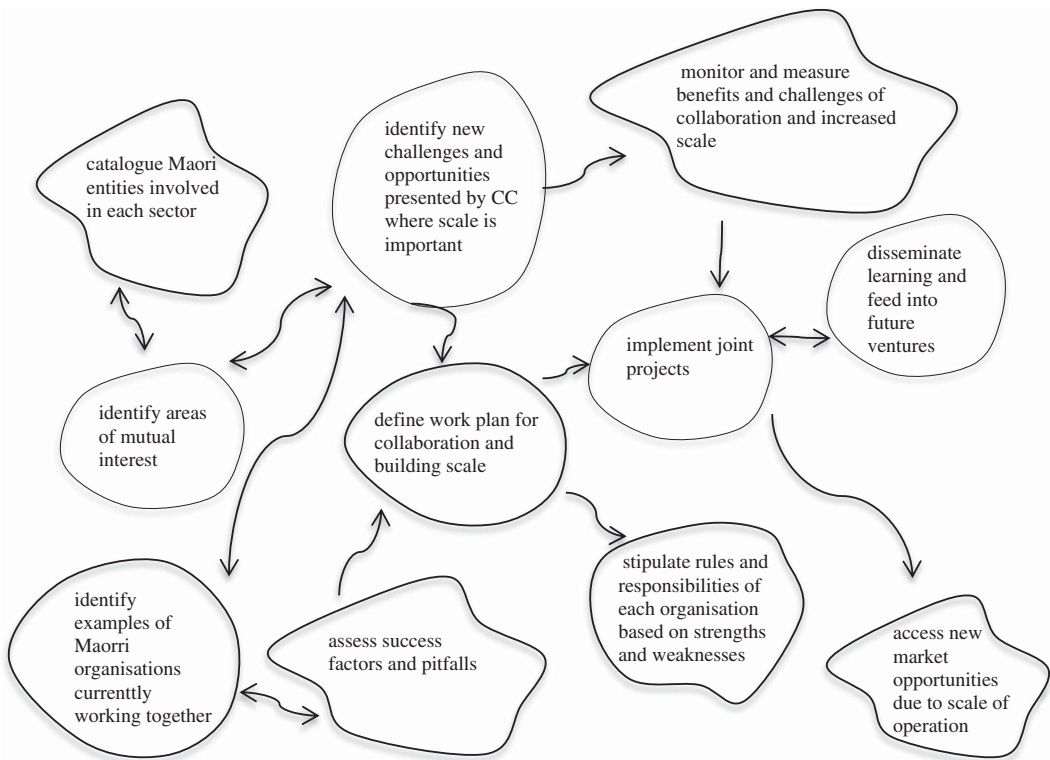 monitor and measure
benefits and challenges of
collaboration and increased
scale
identify new
challenges and
opportunities
presented by CC
where scale is
important
catalogue Maori
entities involved
in each sector
disseminate
learning and
feed into
future
ventures
implement joint
projects
identify areas
of mutual
interest
define work plan for
collaboration and
building scale
stipulate rules and
responsibilities of
each organisation
based on strengths
and weaknesses
identify
examples of
Maorri
organisations
currently
working together
assess success
factors and pitfalls
access new
market
opportunities
due to scale of
operation